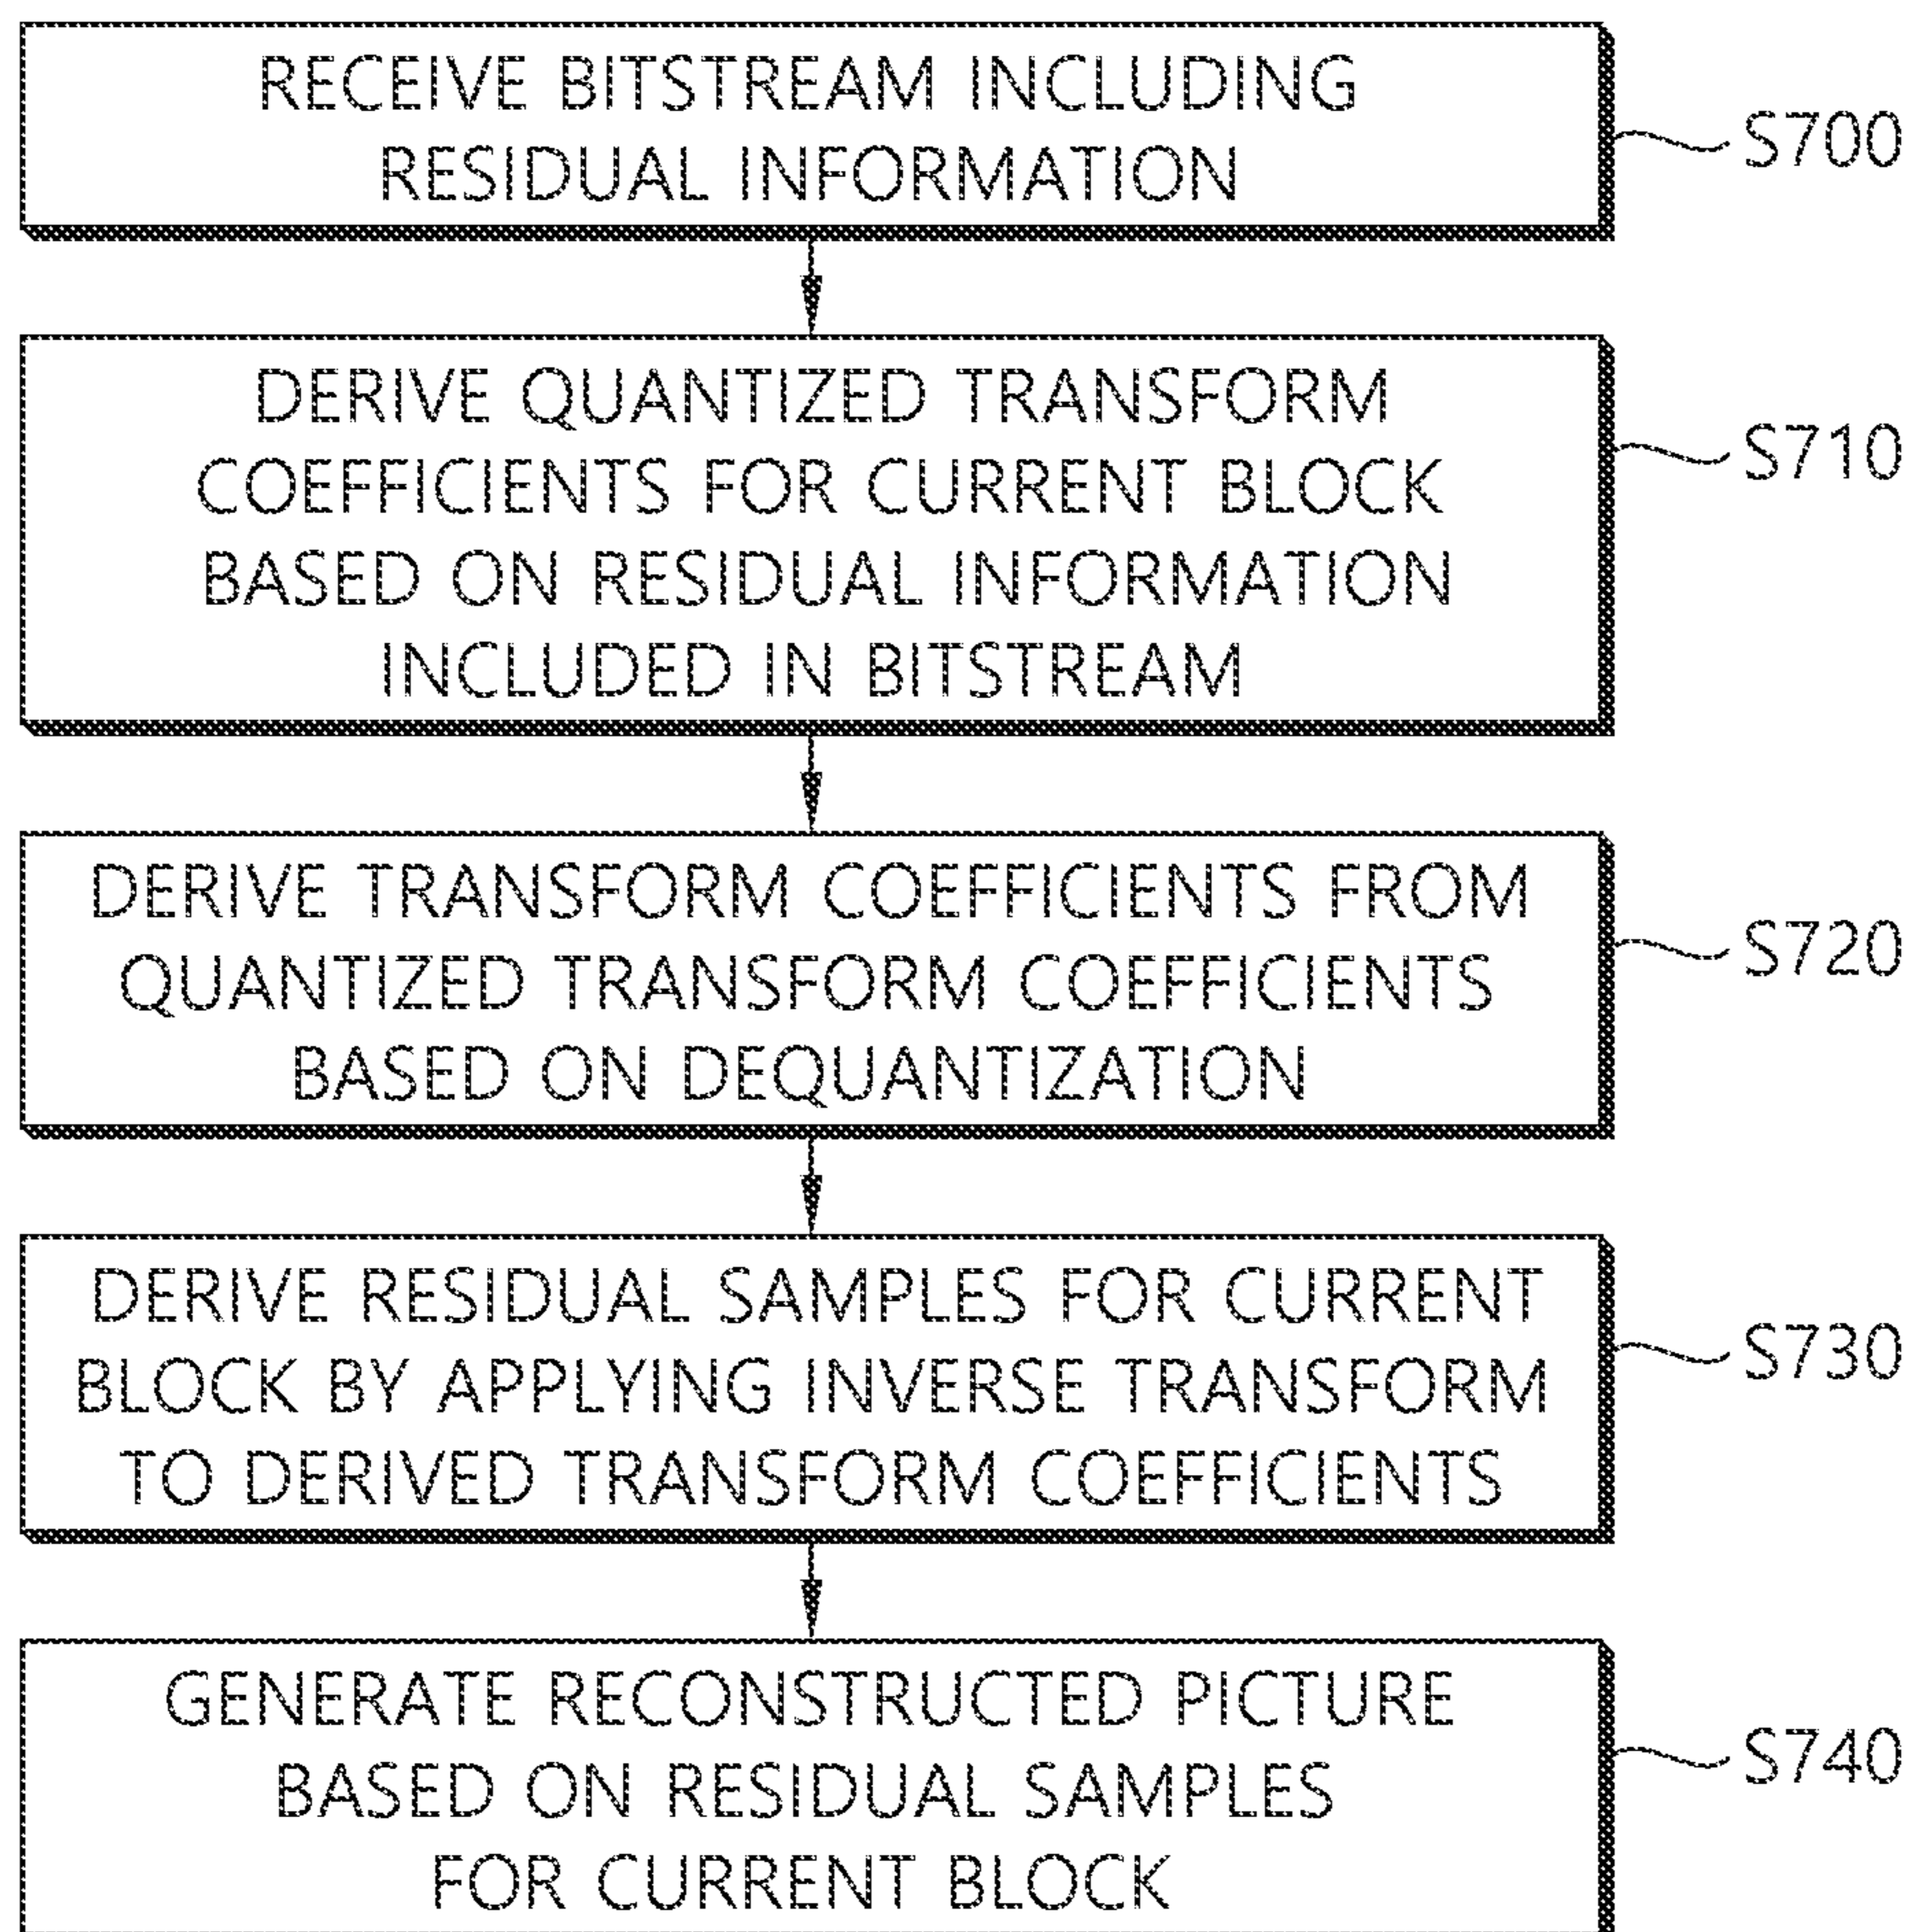 RECEIVE BITSTREAM INCLUDING
RESIDUAL INFORMATION
S700
DERIVE QUANTIZED TRANSFORM
COEFFICIENTS FOR CURRENT BLOCK
BASED ON RESIDUAL INFORMATION
INCLUDED IN BITSTREAM
S710
DERIVE TRANSFORM COEFFICIENTS FROM
QUANTIZED TRANSFORM COEFFICIENTS
BASED ON DEQUANTIZATION
S720
DERIVE RESIDUAL SAMPLES FOR CURRENT
BLOCK BY APPLYING INVERSE TRANSFORM
TO DERIVED TRANSFORM COEFFICIENTS
S730
GENERATE RECONSTRUCTED PICTURE
BASED ON RESIDUAL SAMPLES
FOR CURRENT BLOCK
S740